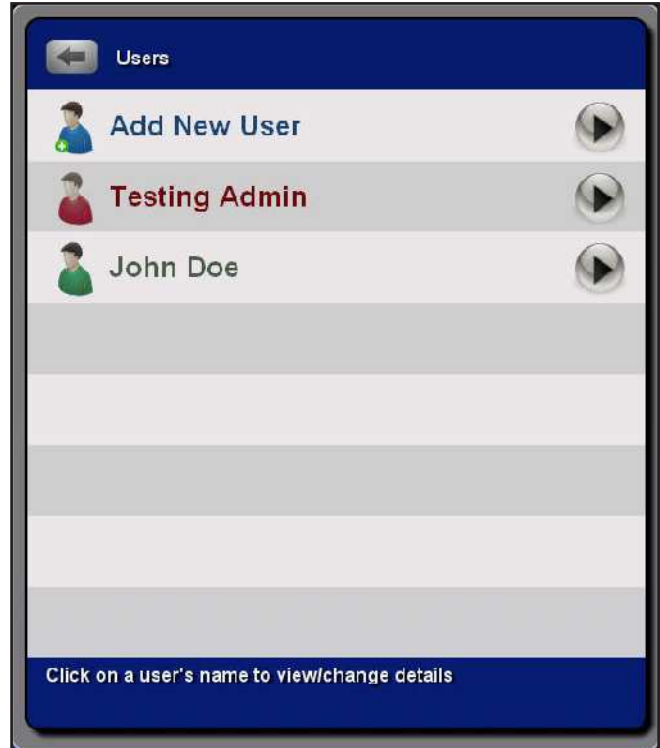 Users
Add New User
Testing Admin
John Doe
Click on a user's name to view/change details